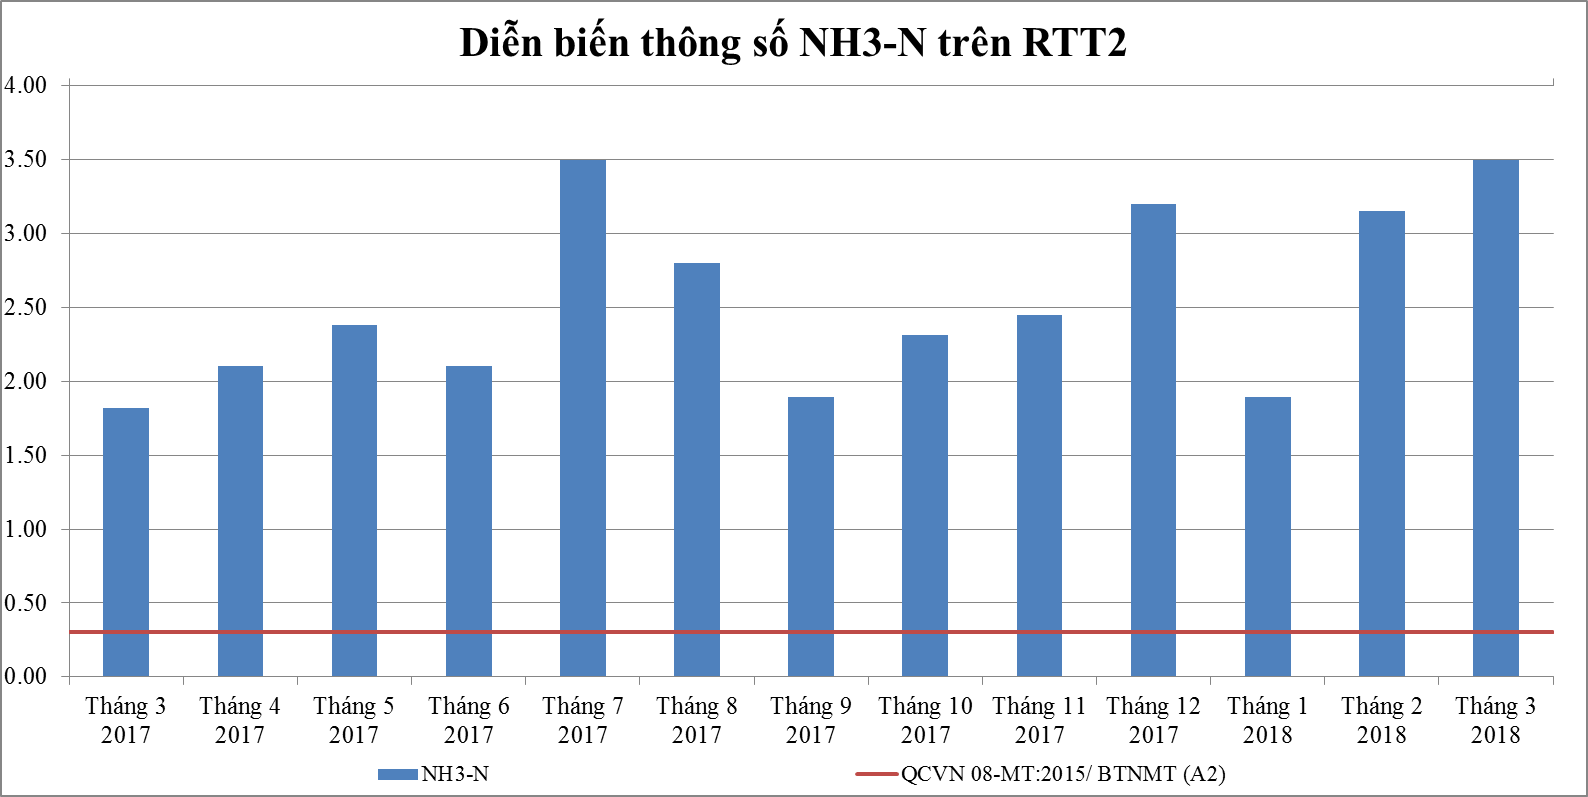 Diễn biến thông số NH3-N trên RTT2
4.00
3.50
3.00
2.50
2.00
1.50
1.00
0.50
0.00
Tháng 3 2017
Tháng 4 2017
Tháng 5 2017
Tháng 6 2017
Tháng 7 2017
Tháng 8 2017
Tháng 9 2017
Tháng 10 2017
Tháng 11 2017
Tháng 12 2017
Tháng 1 2018
Tháng 2 2018
Tháng 3 2018
NH3-N
QCVN 08-MT:2015/ BTNMT (A2)